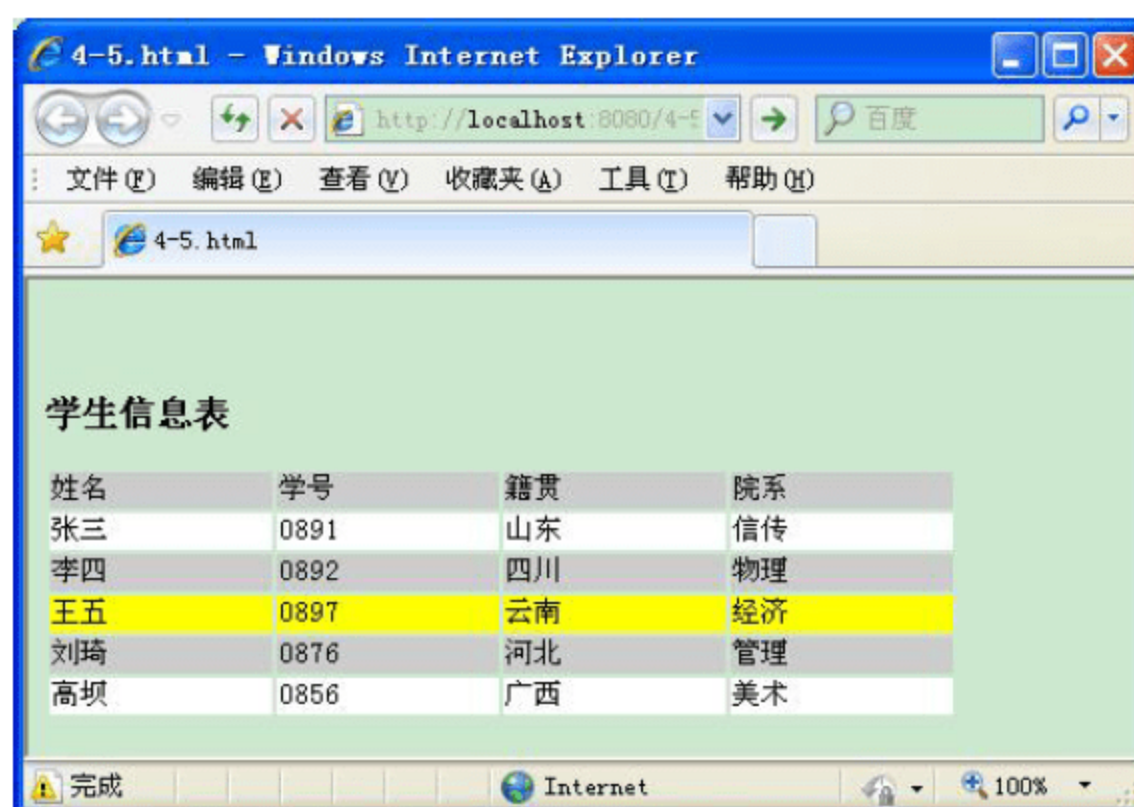 4-5.html - Windows Internet Explorer
http://localhost:8080/4-5 百度
文件(F) 编辑(E) 查看(V) 收藏夹(A) 工具(T) 帮助(H)
4-5.html
学生信息表
姓名 学号 籍贯 院系
张三 0891 山东 信传
李四 0892 四川 物理
王五 0897 云南 经济
刘琦 0876 河北 管理
高坝 0856 广西 美术
完成 Internet 100%